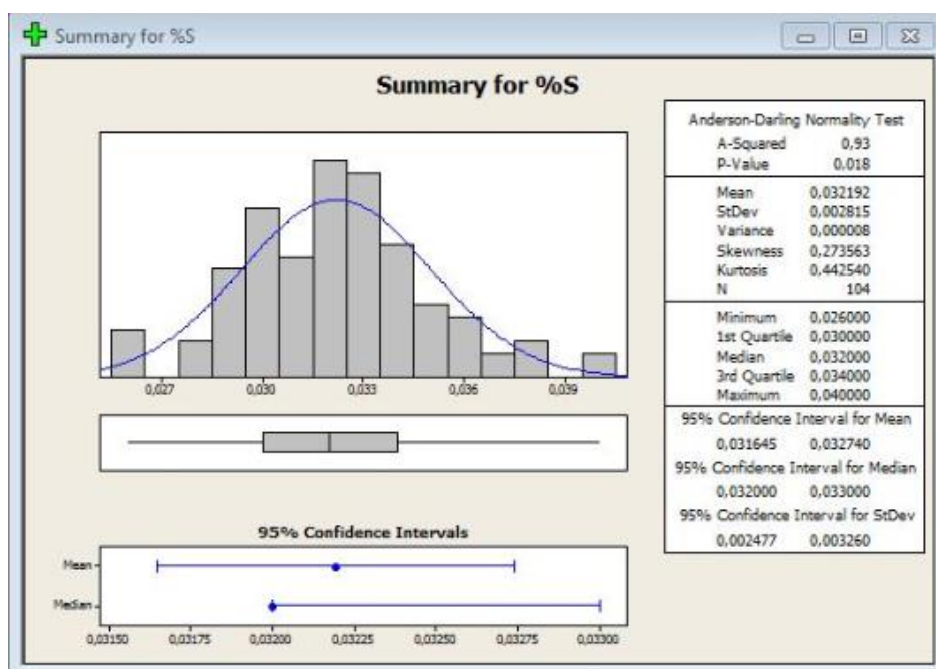 Summary for %S
Summary for %S
0,027 0,030 0,033 0,036 0,039
95% Confidence Intervals
Mean
Median
0,03150 0,03175 0,03200 0,03225 0,03250 0,03275 0,03300
Anderson-Darling Normality Test
A-Squared 0,93
P-Value 0,018
Mean 0,032192
StDev 0,002815
Variance 0,000008
Skewness 0,273563
Kurtosis 0,442540
N 104
Minimum 0,026000
1st Quartile 0,030000
Median 0,032000
3rd Quartile 0,034000
Maximum 0,040000
95% Confidence Interval for Mean
0,031645 0,032740
95% Confidence Interval for Median
0,032000 0,033000
95% Confidence Interval for StDev
0,002477 0,003260